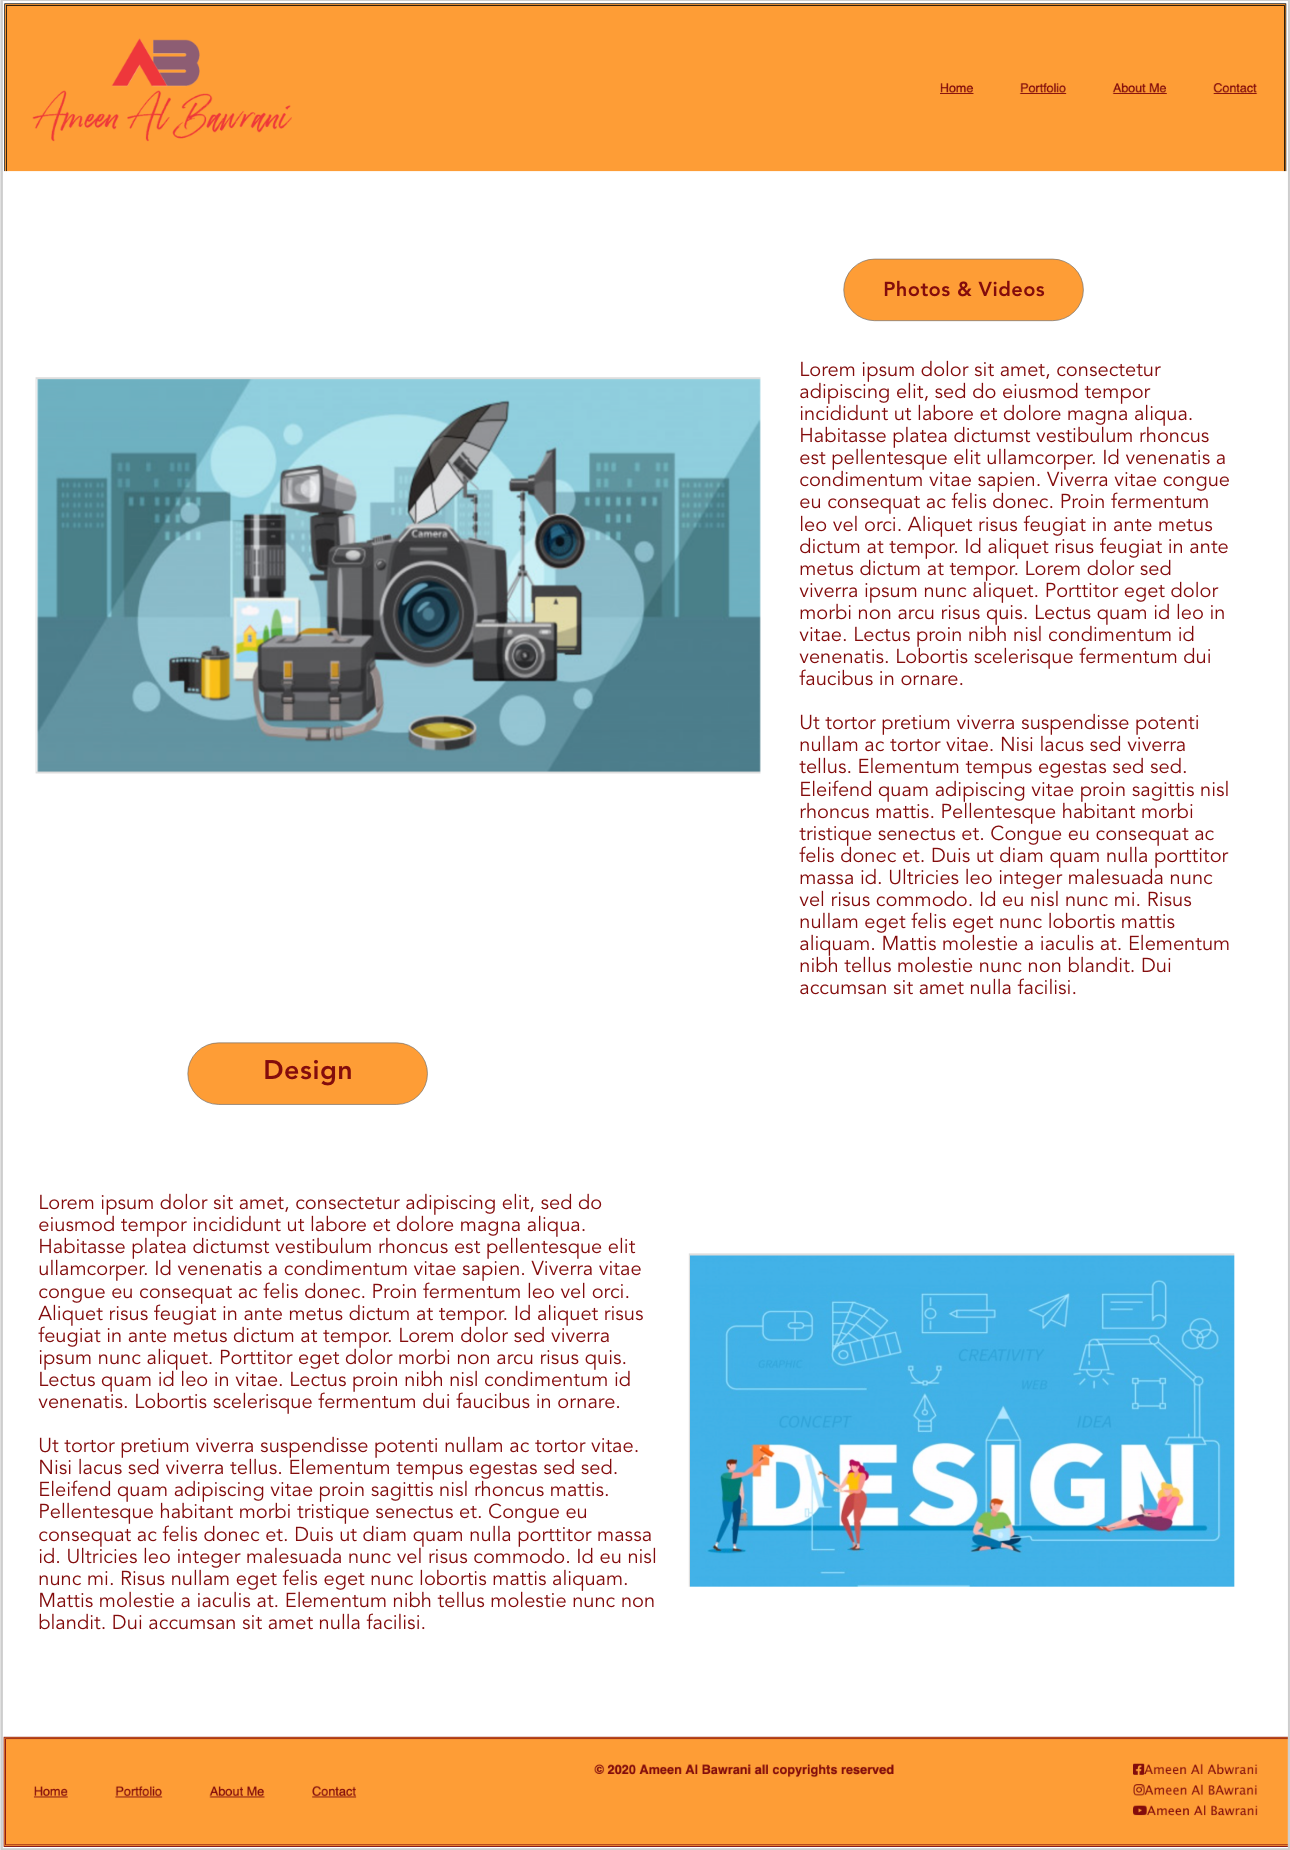 AB
Ameen Al Bawrani
Home Portfolio About Me Contact
Photos & Videos
Camera
Lorem ipsum dolor sit amet, consectetur
adipiscing elit, sed do eiusmod tempor
incididunt ut labore et dolore magna aliqua.
Habitasse platea dictumst vestibulum rhoncus
est pellentesque elit ullamcorper. Id venenatis a
condimentum vitae sapien. Viverra vitae congue
eu consequat ac felis donec. Proin fermentum
leo vel orci. Aliquet risus feugiat in ante metus
dictum at tempor. Id aliquet risus feugiat in ante
metus dictum at tempor. Lorem dolor sed
viverra ipsum nunc aliquet. Porttitor eget dolor
morbi non arcu risus quis. Lectus quam id leo in
vitae. Lectus proin nibh nisl condimentum id
venenatis. Lobortis scelerisque fermentum dui
faucibus in ornare.
Ut tortor pretium viverra suspendisse potenti
nullam ac tortor vitae. Nisi lacus sed viverra
tellus. Elementum tempus egestas sed sed.
Eleifend quam adipiscing vitae proin sagittis nisl
rhoncus mattis. Pellentesque habitant morbi
tristique senectus et. Congue eu consequat ac
felis donec et. Duis ut diam quam nulla porttitor
massa id. Ultricies leo integer malesuada nunc
vel risus commodo. Id eu nisl nunc mi. Risus
nullam eget felis eget nunc lobortis mattis
aliquam. Mattis molestie a iaculis at. Elementum
nibh tellus molestie nunc non blandit. Dui
accumsan sit amet nulla facilisi.
Design
Lorem ipsum dolor sit amet, consectetur adipiscing elit, sed do
eiusmod tempor incididunt ut labore et dolore magna aliqua.
Habitasse platea dictumst vestibulum rhoncus est pellentesque elit
ullamcorper. Id venenatis a condimentum vitae sapien. Viverra vitae
congue eu consequat ac felis donec. Proin fermentum leo vel orci.
Aliquet risus feugiat in ante metus dictum at tempor. Id aliquet risus
feugiat in ante metus dictum at tempor. Lorem dolor sed viverra
ipsum nunc aliquet. Porttitor eget dolor morbi non arcu risus quis.
Lectus quam id leo in vitae. Lectus proin nibh nisl condimentum id
venenatis. Lobortis scelerisque fermentum dui faucibus in ornare.
Ut tortor pretium viverra suspendisse potenti nullam ac tortor vitae.
Nisi lacus sed viverra tellus. Elementum tempus egestas sed sed.
Eleifend quam adipiscing vitae proin sagittis nisl rhoncus mattis.
Pellentesque habitant morbi tristique senectus et. Congue eu
consequat ac felis donec et. Duis ut diam quam nulla porttitor massa
id. Ultricies leo integer malesuada nunc vel risus commodo. Id eu nisl
nunc mi. Risus nullam eget felis eget nunc lobortis mattis aliquam.
Mattis molestie a iaculis at. Elementum nibh tellus molestie nunc non
blandit. Dui accumsan sit amet nulla facilisi.
CREATIVITY
GRAPHIC
WEB
CONCEPT
IDEA
DESIGN
Home Portfolio About Me Contact
© 2020 Ameen Al Bawrani all copyrights reserved
Ameen Al Abwrani
Ameen Al BAwrani
Ameen Al Bawrani